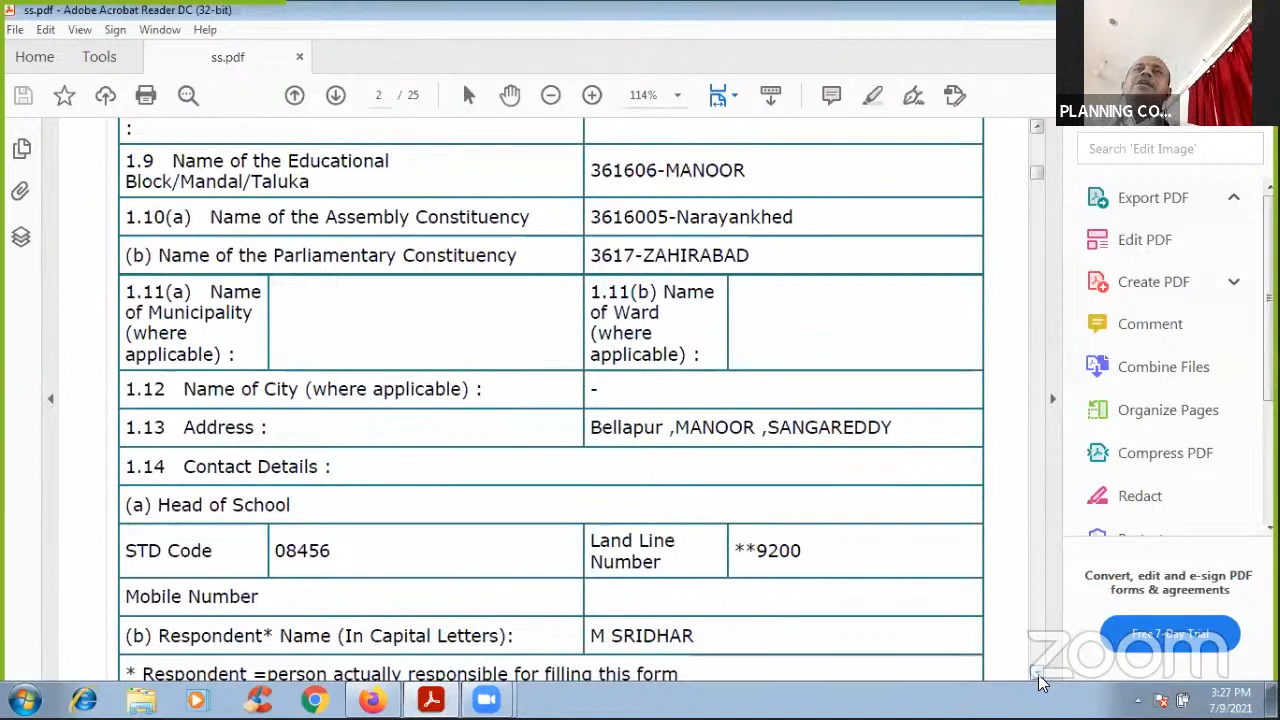 ss.pdf - Adobe Acrobat Reader DC (32-bit)
File Edit View Sign Window Help
Home Tools ss.pdf ×
2 / 25 114%
PLANNING CO...
:
1.9 Name of the Educational
Block/Mandal/Taluka
361606-MANOOR
1.10(a) Name of the Assembly Constituency
3616005-Narayankhed
(b) Name of the Parliamentary Constituency
3617-ZAHIRABAD
1.11(a) Name
of Municipality
(where
applicable) :
1.11(b) Name
of Ward
(where
applicable) :
1.12 Name of City (where applicable) :
-
1.13 Address :
Bellapur ,MANOOR ,SANGAREDDY
1.14 Contact Details :
(a) Head of School
STD Code
08456
Land Line
Number
**9200
Mobile Number
(b) Respondent* Name (In Capital Letters):
M SRIDHAR
* Respondent =person actually responsible for filling this form
Search 'Edit Image'
Export PDF
Edit PDF
Create PDF
Comment
Combine Files
Organize Pages
Compress PDF
Redact
Convert, edit and e-sign PDF
forms & agreements
Free 7-Day Trial
zoom
3:27 PM
7/9/2021